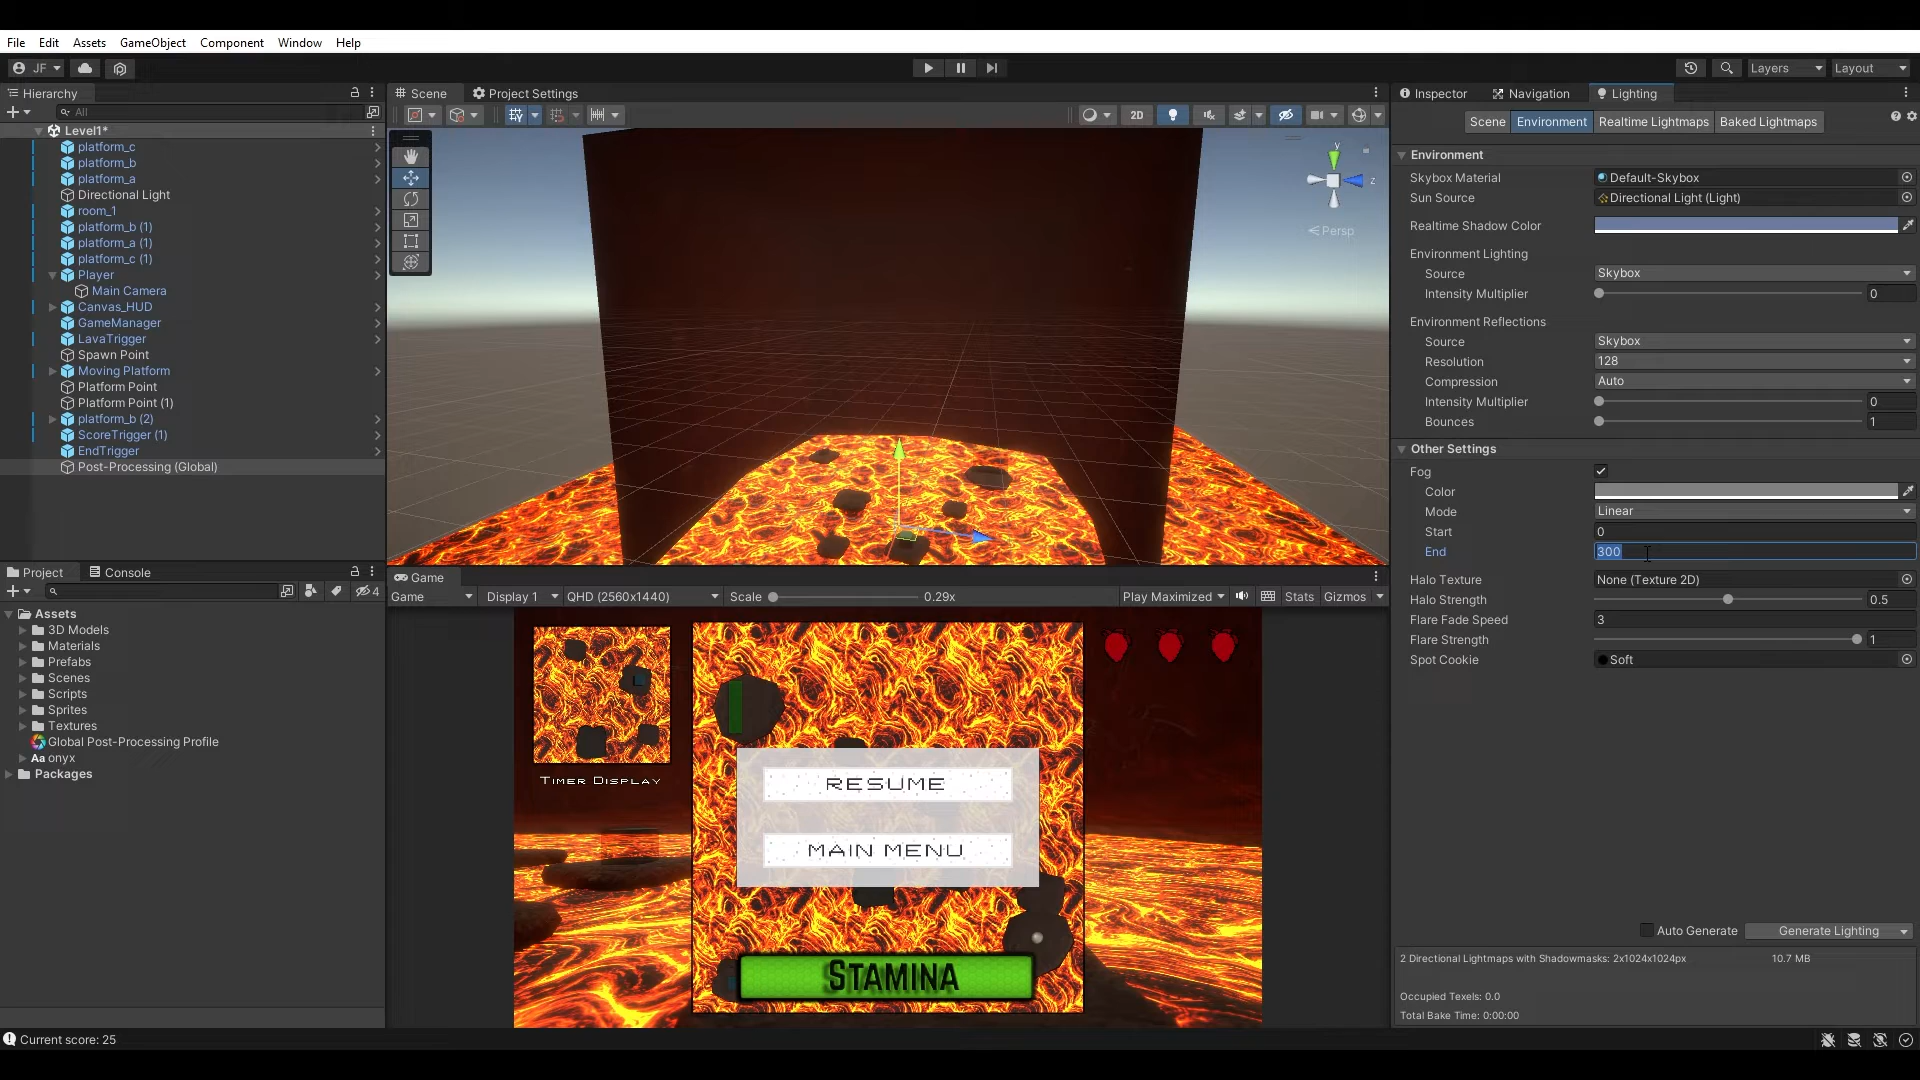 File Edit Assets GameObject Component Window Help
JF
Layers Layout
Hierarchy
All
Level1*
platform_c
platform_b
platform_a
Directional Light
room_1
platform_b (1)
platform_a (1)
platform_c (1)
Player
Main Camera
Canvas_HUD
GameManager
LavaTrigger
Spawn Point
Moving Platform
Platform Point
Platform Point (1)
platform_b (2)
ScoreTrigger (1)
EndTrigger
Post-Processing (Global)
Project Console
4
Assets
3D Models
Materials
Prefabs
Scenes
Scripts
Sprites
Textures
Global Post-Processing Profile
Aa onyx
Packages
Scene Project Settings
2D
y
z
Persp
Game
Game Display 1 QHD (2560x1440) Scale 0.29x Play Maximized Stats Gizmos
TIMER DISPLAY
RESUME
MAIN MENU
STAMINA
Inspector Navigation Lighting
Scene Environment Realtime Lightmaps Baked Lightmaps
Environment
Skybox Material Default-Skybox
Sun Source Directional Light (Light)
Realtime Shadow Color
Environment Lighting
Source Skybox
Intensity Multiplier 0
Environment Reflections
Source Skybox
Resolution 128
Compression Auto
Intensity Multiplier 0
Bounces 1
Other Settings
Fog
Color
Mode Linear
Start 0
End 300
Halo Texture None (Texture 2D)
Halo Strength 0.5
Flare Fade Speed 3
Flare Strength 1
Spot Cookie Soft
Auto Generate Generate Lighting
2 Directional Lightmaps with Shadowmasks: 2x1024x1024px 10.7 MB
Occupied Texels: 0.0
Total Bake Time: 0:00:00
Current score: 25